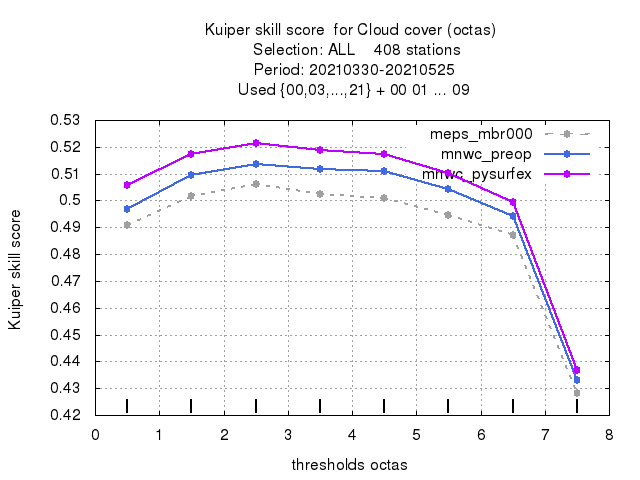 Kuiper skill score for Cloud cover (octas)
Selection: ALL 408 stations
Period: 20210330-20210525
Used {00,03,...,21} + 00 01 ... 09
meps_mbr000
mnwc_preop
mnwc_pysurfex
Kuiper skill score
0.53
0.52
0.51
0.5
0.49
0.48
0.47
0.46
0.45
0.44
0.43
0.42
0 1 2 3 4 5 6 7 8
thresholds octas